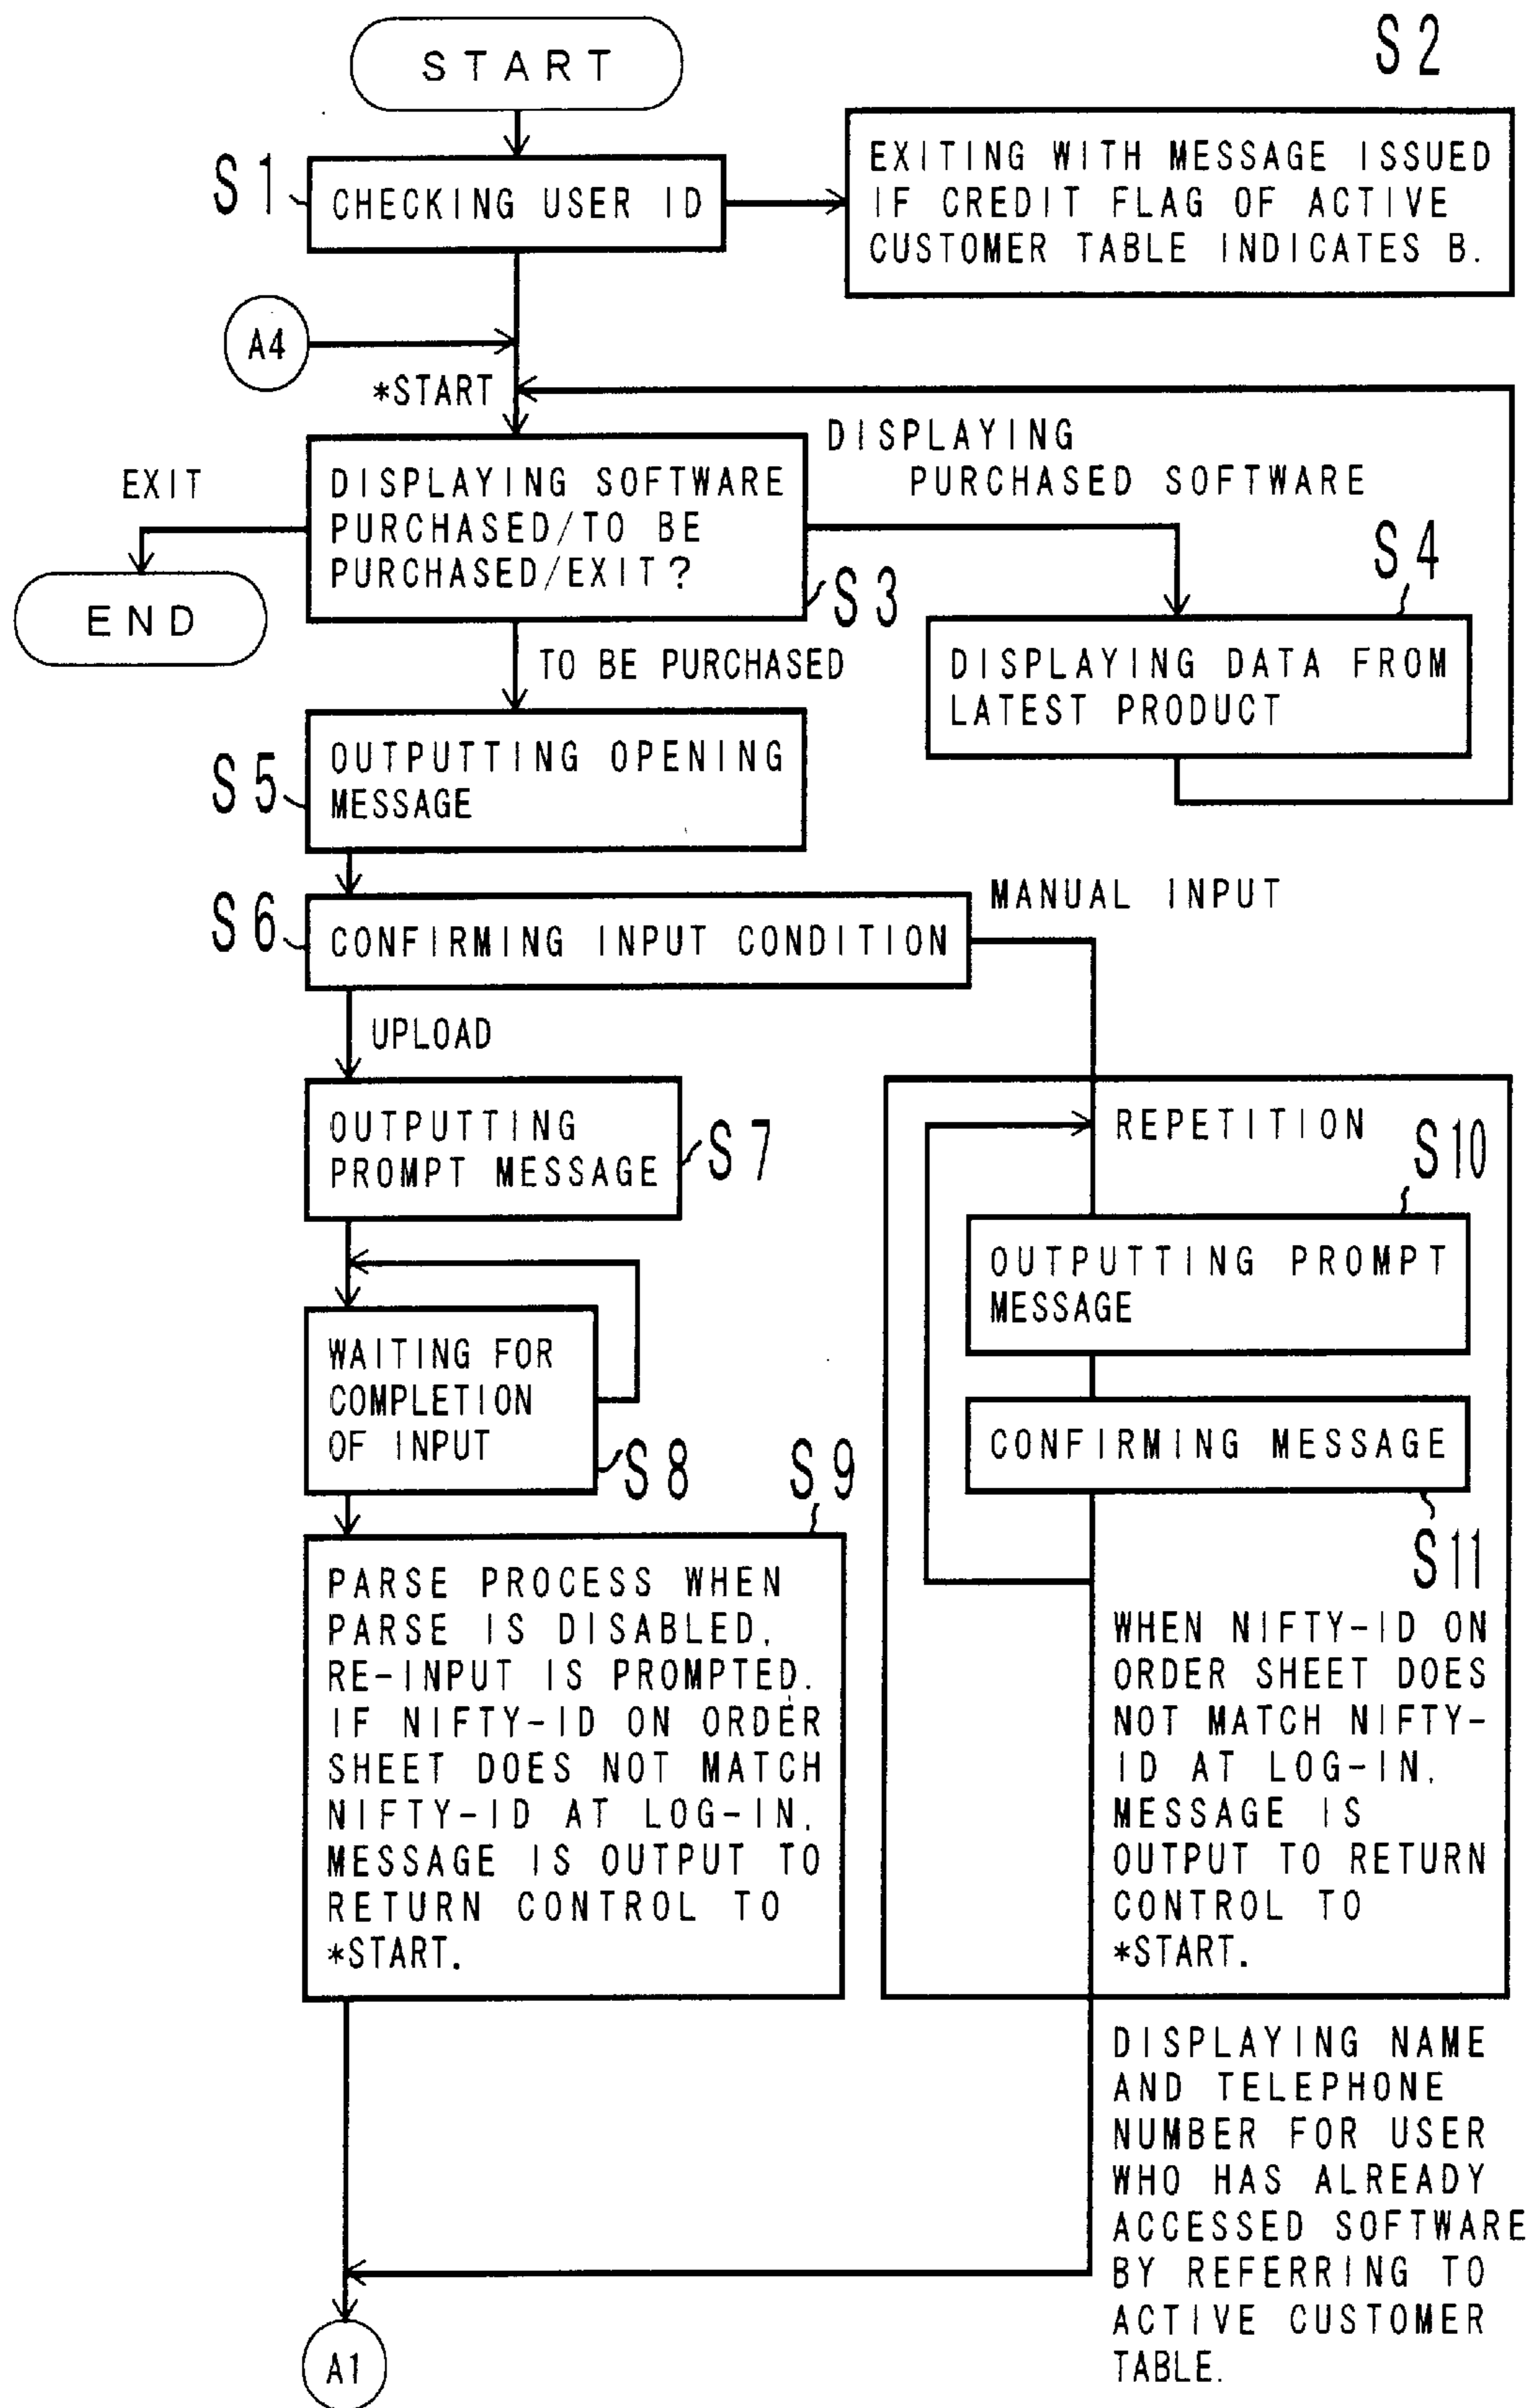 START
S2
S1
CHECKING USER ID
EXITING WITH MESSAGE ISSUED
IF CREDIT FLAG OF ACTIVE
CUSTOMER TABLE INDICATES B.
A4
*START
DISPLAYING
PURCHASED SOFTWARE
EXIT
DISPLAYING SOFTWARE
PURCHASED/TO BE
PURCHASED/EXIT?
S3
S4
END
TO BE PURCHASED
DISPLAYING DATA FROM
LATEST PRODUCT
S5
OUTPUTTING OPENING
MESSAGE
MANUAL INPUT
S6
CONFIRMING INPUT CONDITION
UPLOAD
OUTPUTTING
PROMPT MESSAGE
S7
REPETITION
S10
OUTPUTTING PROMPT
MESSAGE
WAITING FOR
COMPLETION
OF INPUT
S8
CONFIRMING MESSAGE
S11
S9
PARSE PROCESS WHEN
PARSE IS DISABLED,
RE-INPUT IS PROMPTED.
IF NIFTY-ID ON ORDER
SHEET DOES NOT MATCH
NIFTY-ID AT LOG-IN,
MESSAGE IS OUTPUT TO
RETURN CONTROL TO
*START.
WHEN NIFTY-ID ON
ORDER SHEET DOES
NOT MATCH NIFTY-
ID AT LOG-IN,
MESSAGE IS
OUTPUT TO RETURN
CONTROL TO
*START.
DISPLAYING NAME
AND TELEPHONE
NUMBER FOR USER
WHO HAS ALREADY
ACCESSED SOFTWARE
BY REFERRING TO
ACTIVE CUSTOMER
TABLE.
A1